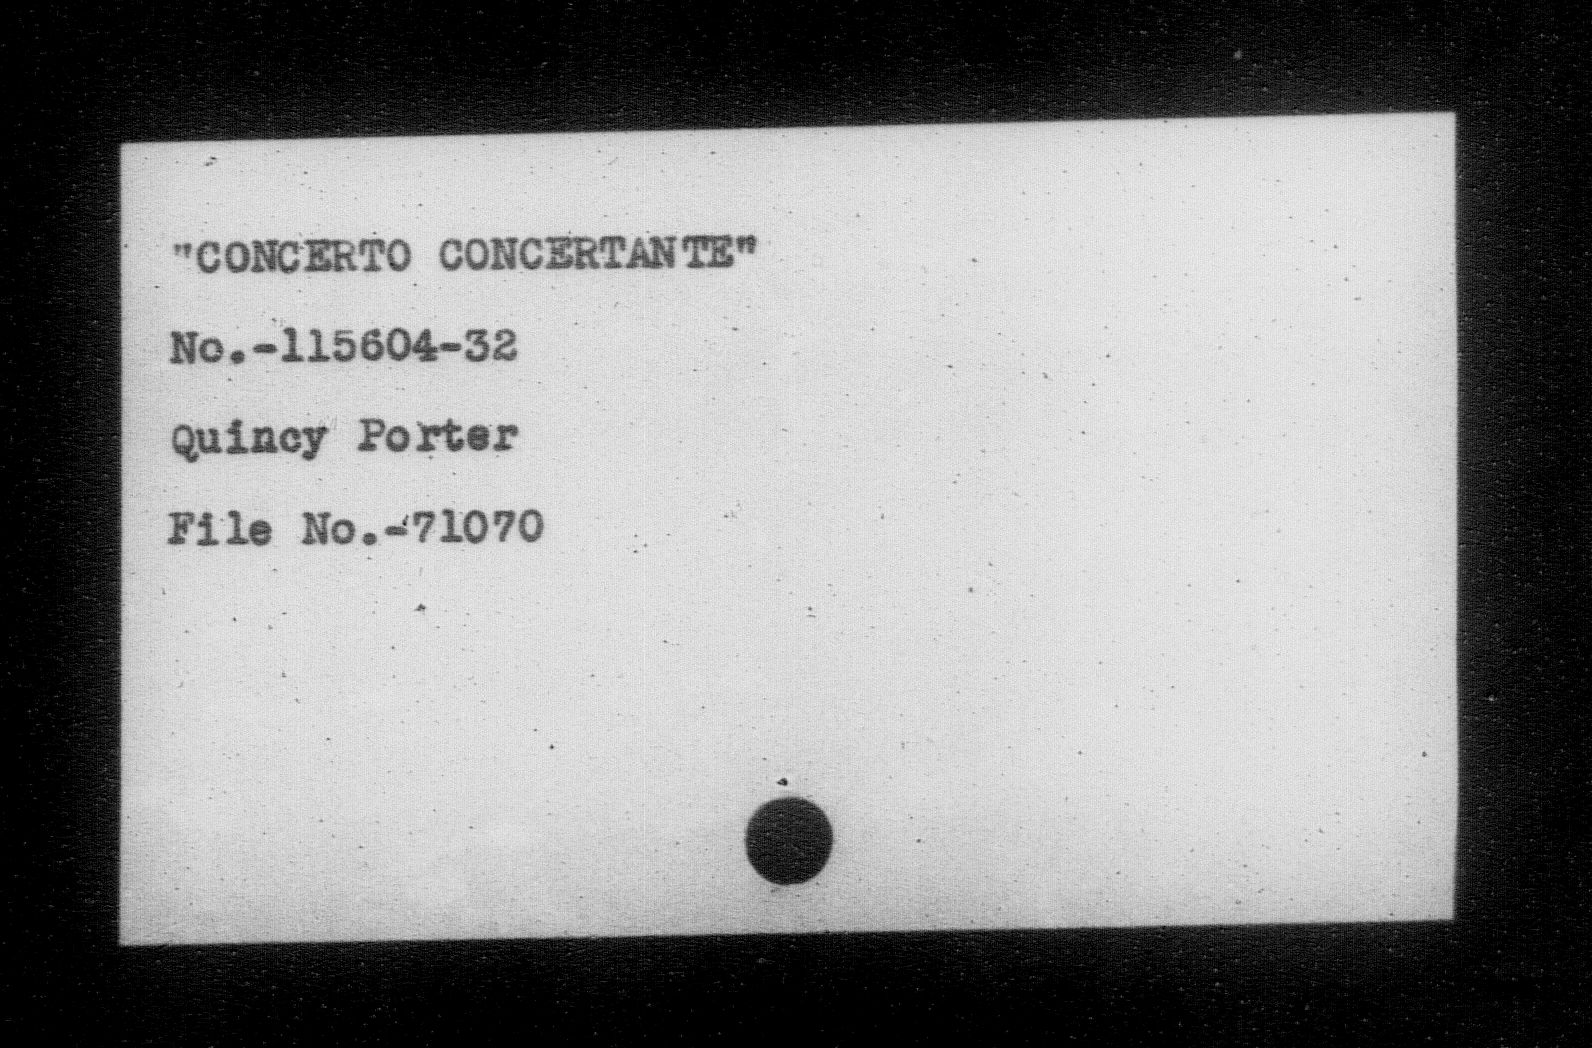 "CONCERTO CONCERTANTE"
No.-115604-32
Quincy Porter
File No.-71070